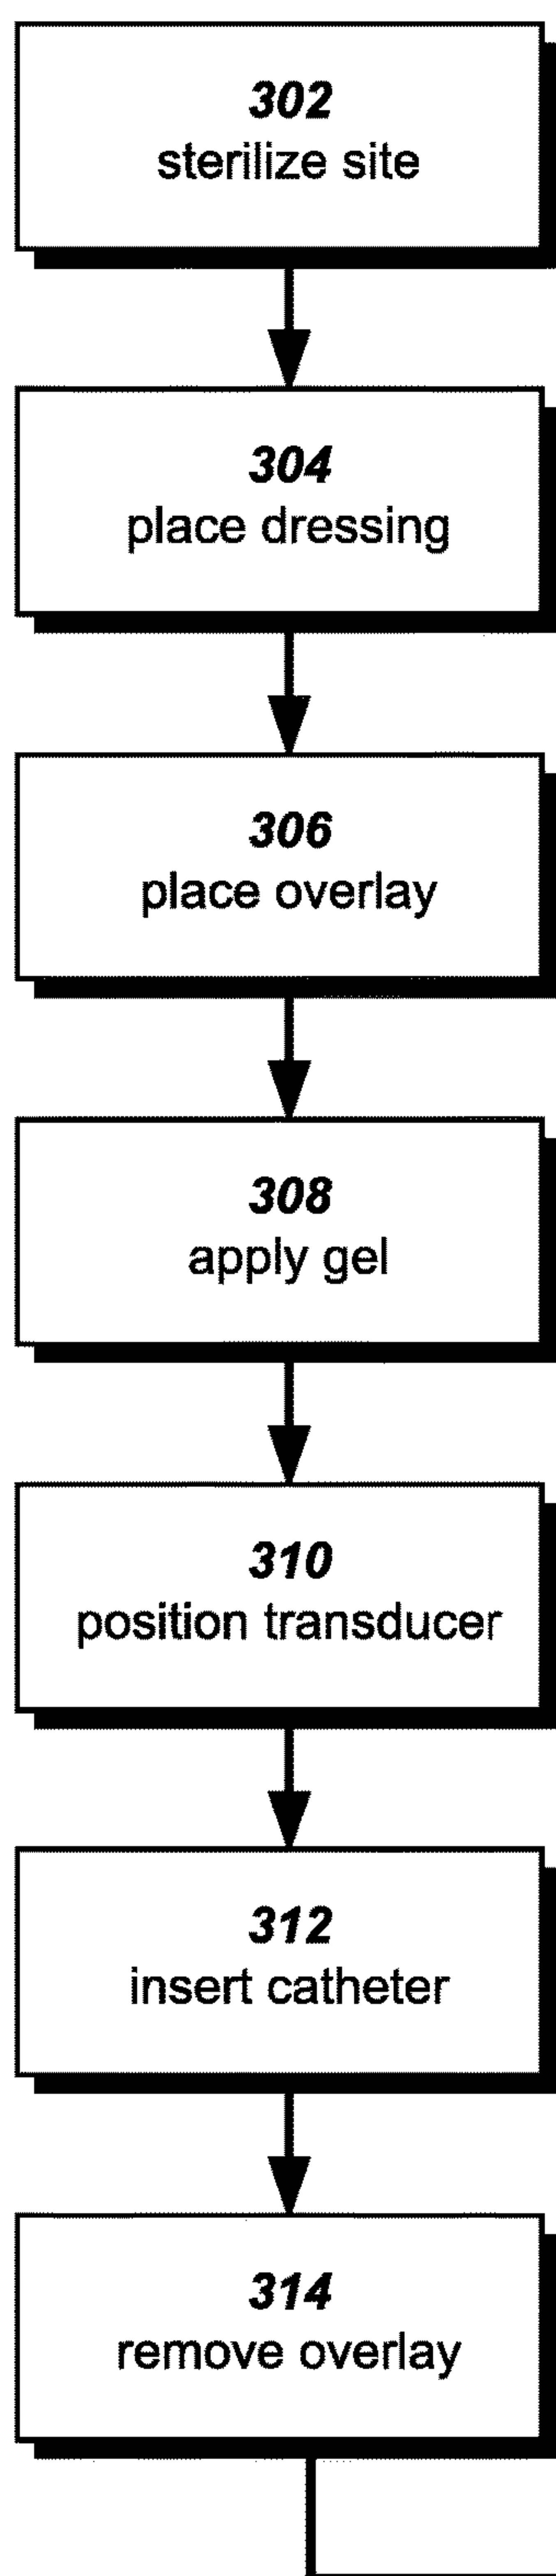 302
sterilize site
304
place dressing
306
place overlay
308
apply gel
310
position transducer
312
insert catheter
314
remove overlay